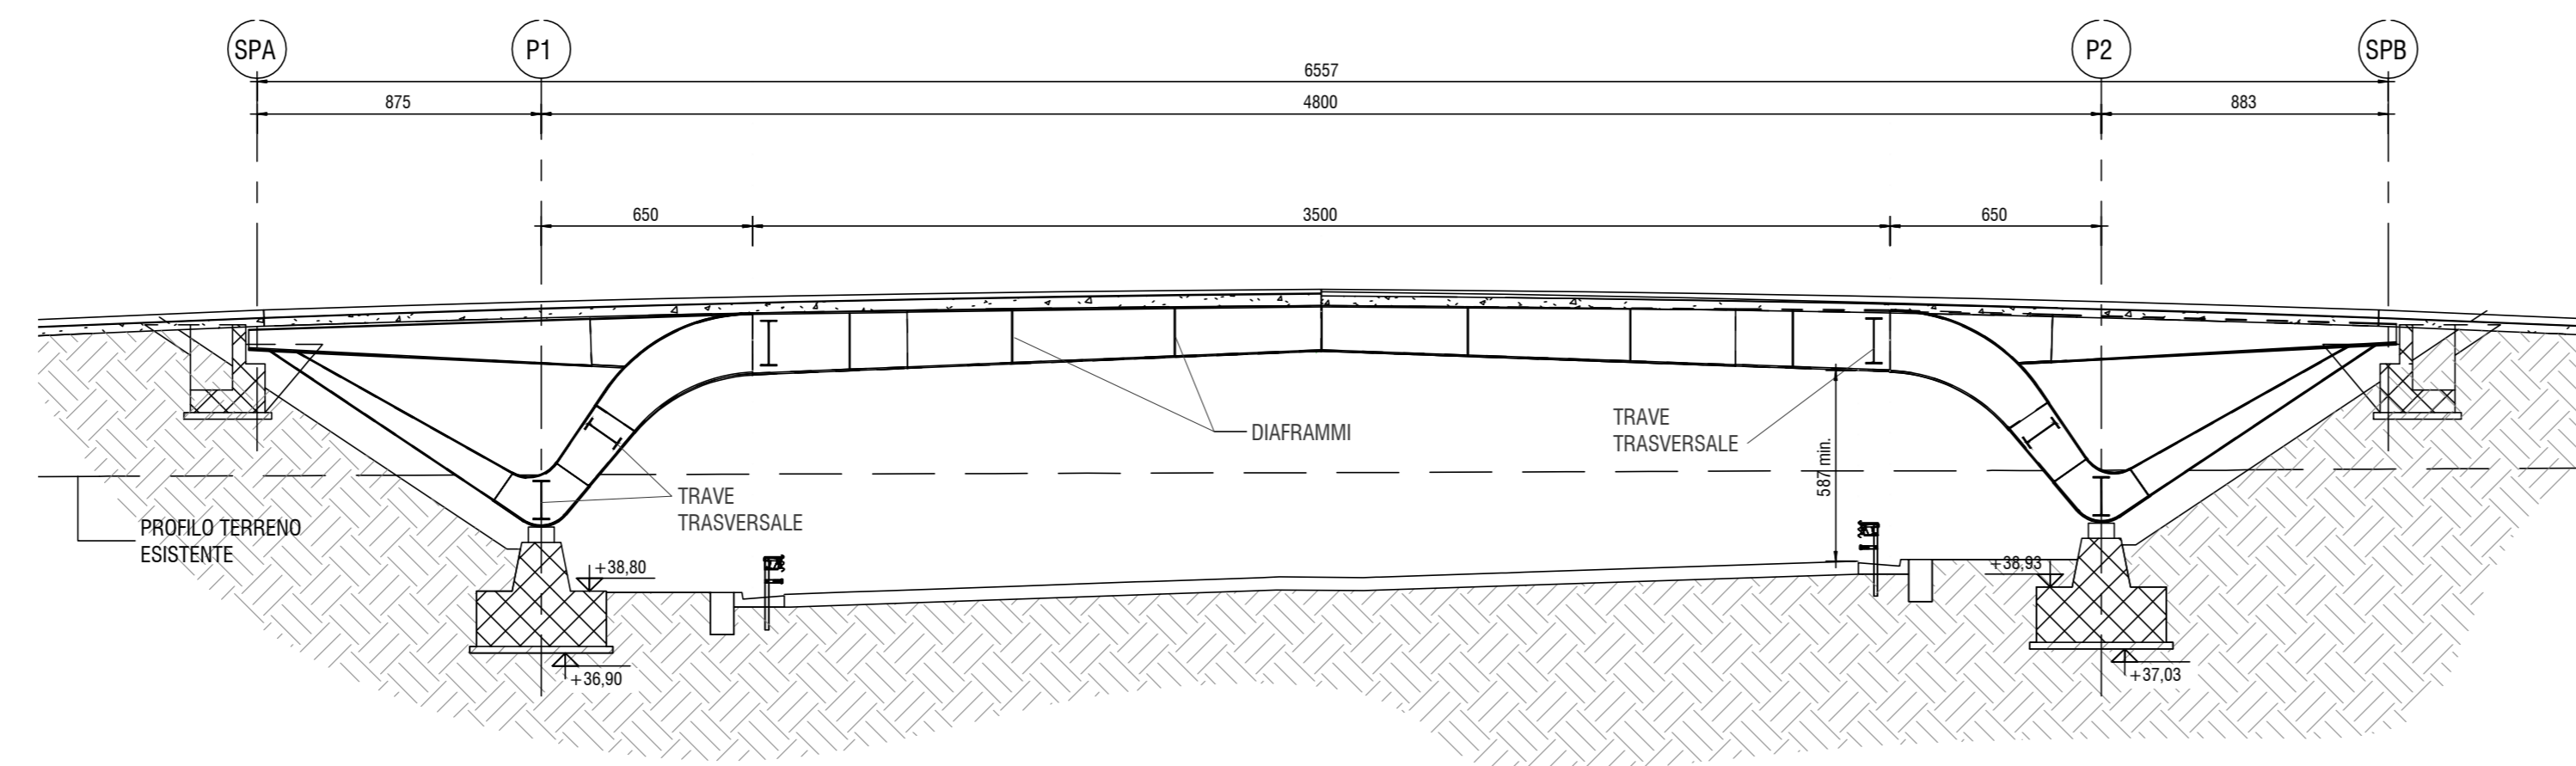 SPA
P1
P2
SPB
6557
875
4800
883
650
3500
650
DIAFRAMMI
TRAVE
TRASVERSALE
587 min.
TRAVE
TRASVERSALE
PROFILO TERRENO
ESISTENTE
+38,80
+38,93
+36,90
+37,03